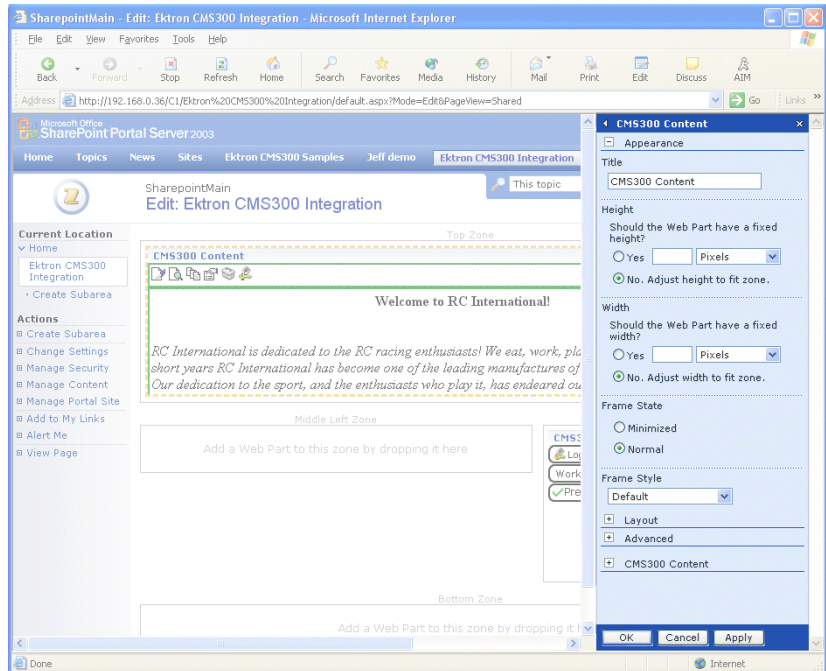 SharepointMain - Edit: Ektron CMS300 Integration - Microsoft Internet Explorer
File Edit View Favorites Tools Help
Back Forward Stop Refresh Home Search Favorites Media History Mail Print Edit Discuss AIM
Address http://192.168.0.36/C1/Ektron%20CMS300%20Integration/default.aspx?Mode=Edit&PageView=Shared Go Links »
Microsoft Office
SharePoint Portal Server 2003
Home Topics News Sites Ektron CMS300 Samples Jeff demo Ektron CMS300 Integration
SharepointMain
Edit: Ektron CMS300 Integration
This topic
Current Location
Home
Ektron CMS300
Integration
Create Subarea
Actions
Create Subarea
Change Settings
Manage Security
Manage Content
Manage Portal Site
Add to My Links
Alert Me
View Page
Top Zone
CMS300 Content
Welcome to RC International!
RC International is dedicated to the RC racing enthusiasts! We eat, work, pla
short years RC International has become one of the leading manufactures of
Our dedication to the sport, and the enthusiasts who play it, has endeared ou
Middle Left Zone
Add a Web Part to this zone by dropping it here
CMS3
Log
Work
Pre
Bottom Zone
Add a Web Part to this zone by dropping it h
CMS300 Content
Appearance
Title
CMS300 Content
Height
Should the Web Part have a fixed
height?
Yes Pixels
No. Adjust height to fit zone.
Width
Should the Web Part have a fixed
width?
Yes Pixels
No. Adjust width to fit zone.
Frame State
Minimized
Normal
Frame Style
Default
Layout
Advanced
CMS300 Content
OK Cancel Apply
Done Internet